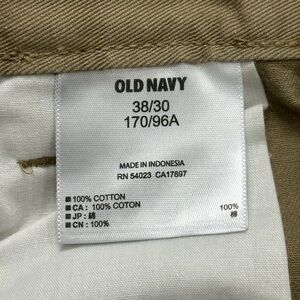 OLD NAVY
38/30
170/96A
MADE IN INDONESIA
RN 54023 CA17897
■ 100% COTTON
■ CA : 100% COTON 100%
■ JP : 綿 棉
■ CN : 100%